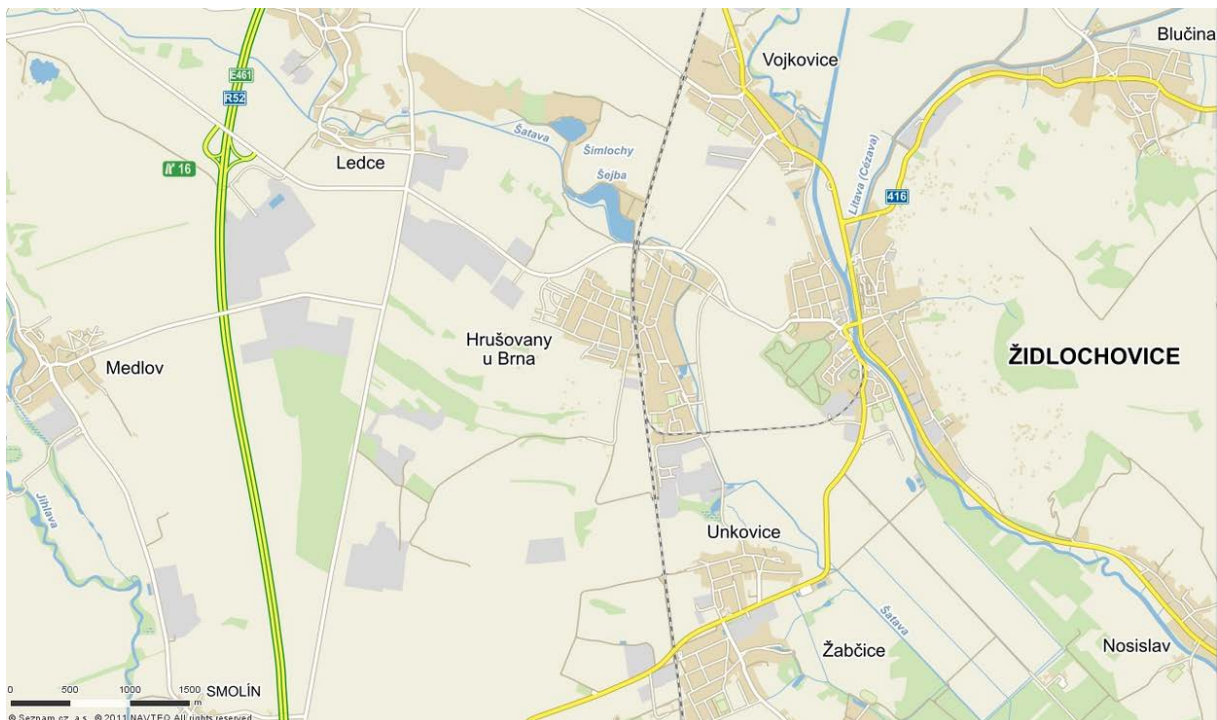 Blučina
Vojkovice
E461
R52
Šatava
Litava (Cézava)
Šimlochy
Ledce
16
Šejba
416
Hrušovany
u Brna
ŽIDLOCHOVICE
Medlov
Jihlava
Unkovice
Šatava
Žabčice
Nosislav
0 500 1000 1500
m
SMOLÍN
© Seznam.cz, a.s., © 2011 NAVTEQ All rights reserved